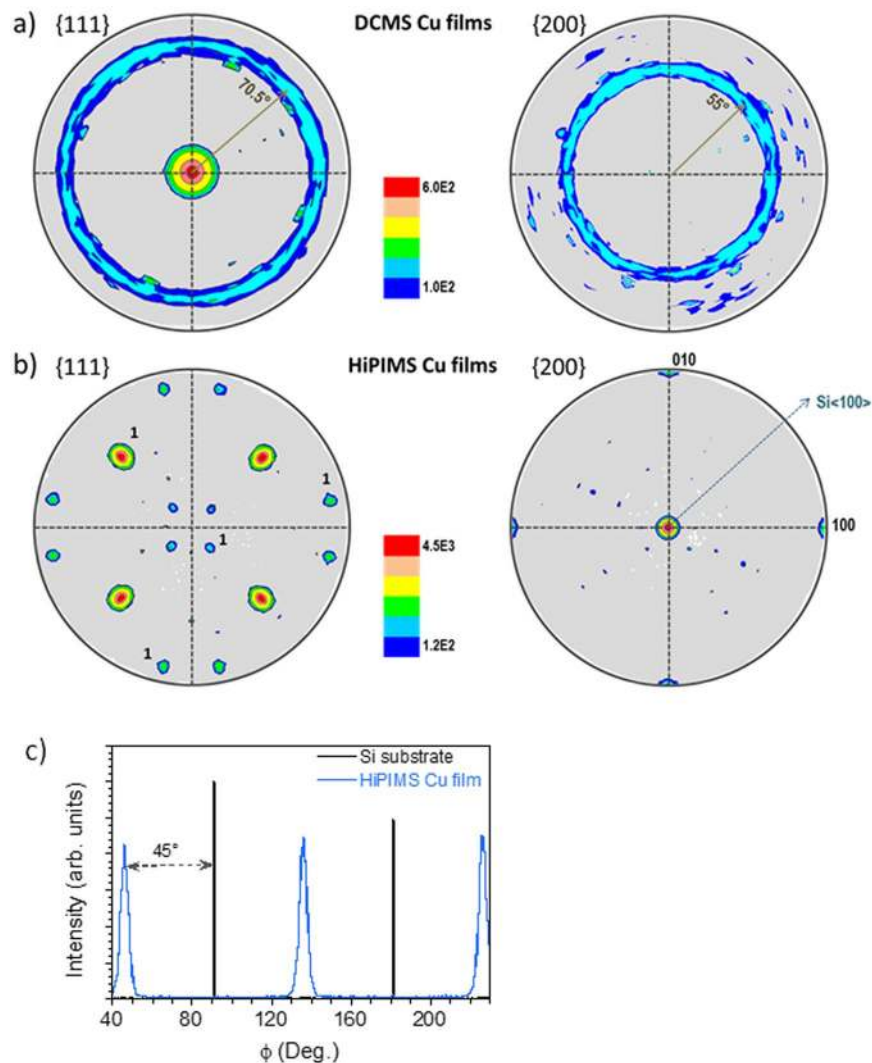 a) {111} DCMS Cu films {200}
70.5°
55°
6.0E2
1.0E2
b) {111} HiPIMS Cu films {200}
010
Si<100>
1
1
100
1
4.5E3
1.2E2
1
c)
Si substrate
HiPIMS Cu film
45°
Intensity (arb. units)
40 80 120 160 200
ϕ (Deg.)